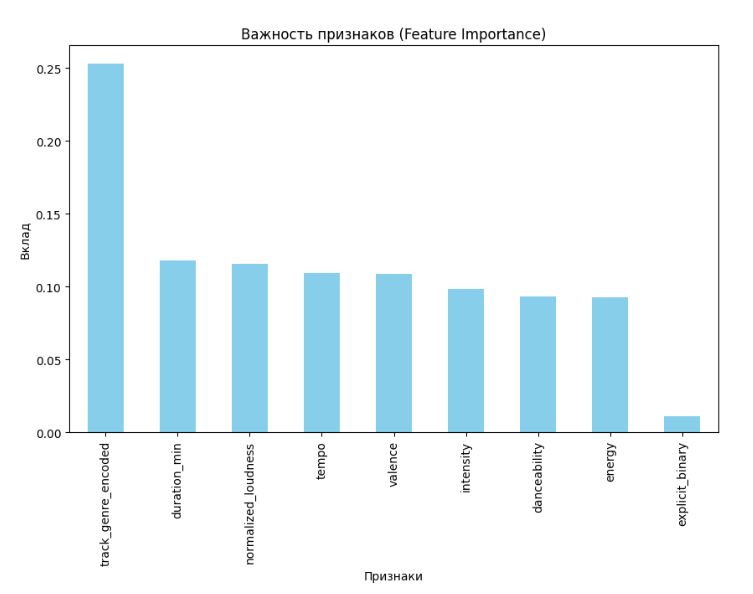 Важность признаков (Feature Importance)
0.25
0.20
0.15
0.10
0.05
0.00
Вклад
track_genre_encoded
duration_min
normalized_loudness
tempo
valence
intensity
danceability
energy
explicit_binary
Признаки